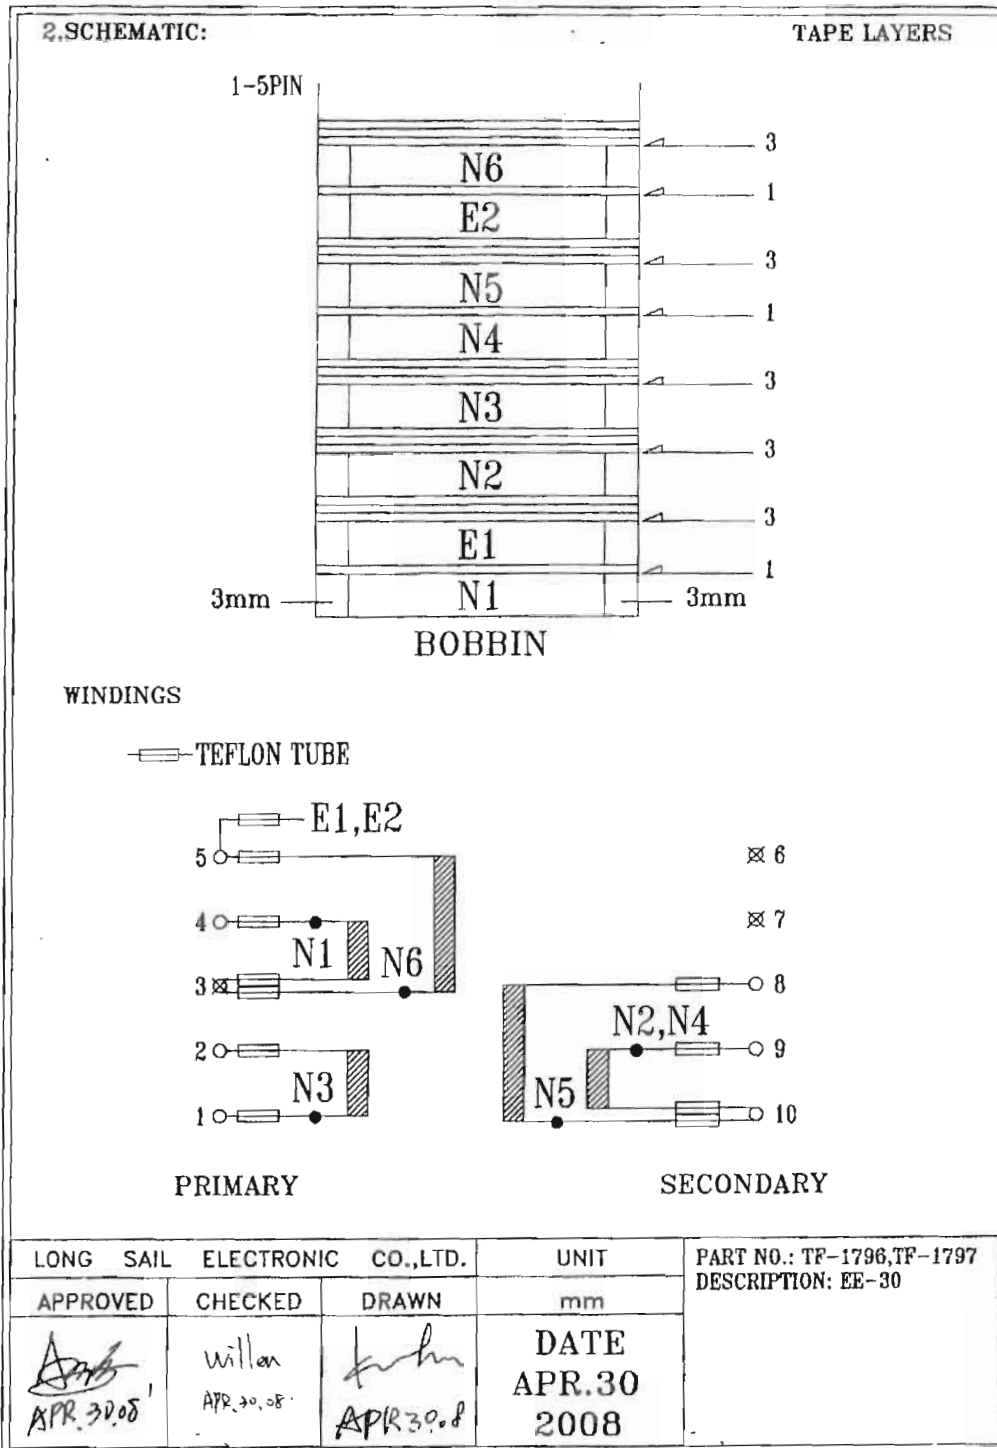 2.SCHEMATIC: TAPE LAYERS
1-5PIN
3
N6
1
E2
3
N5
1
N4
3
N3
3
N2
3
E1
1
3mm N1 3mm
BOBBIN
WINDINGS
TEFLON TUBE
E1,E2
5 6
4 7
N1 N6
3 8
N2,N4
2 9
N3 N5
1 10
PRIMARY SECONDARY
LONG SAIL ELECTRONIC CO.,LTD. UNIT PART NO.: TF-1796,TF-1797
DESCRIPTION: EE-30
APPROVED CHECKED DRAWN mm
willen
DATE
APR.30
2008
APR.30.08 APR.30.08 APR30.8